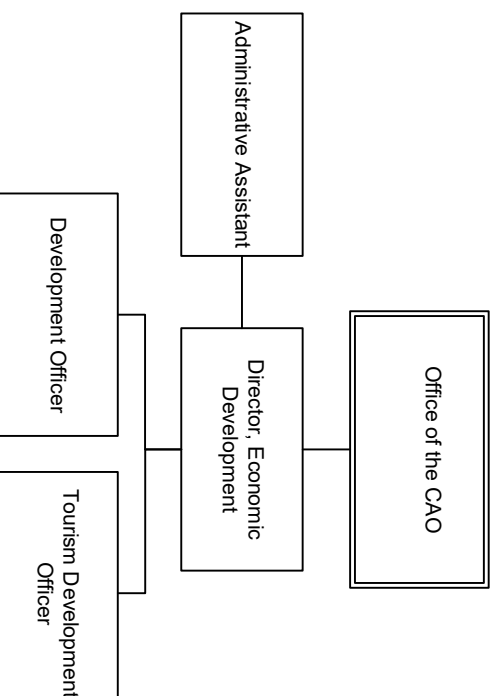 Office of the CAO
Administrative Assistant
Director, Economic
Development
Development Officer
Tourism Development
Officer